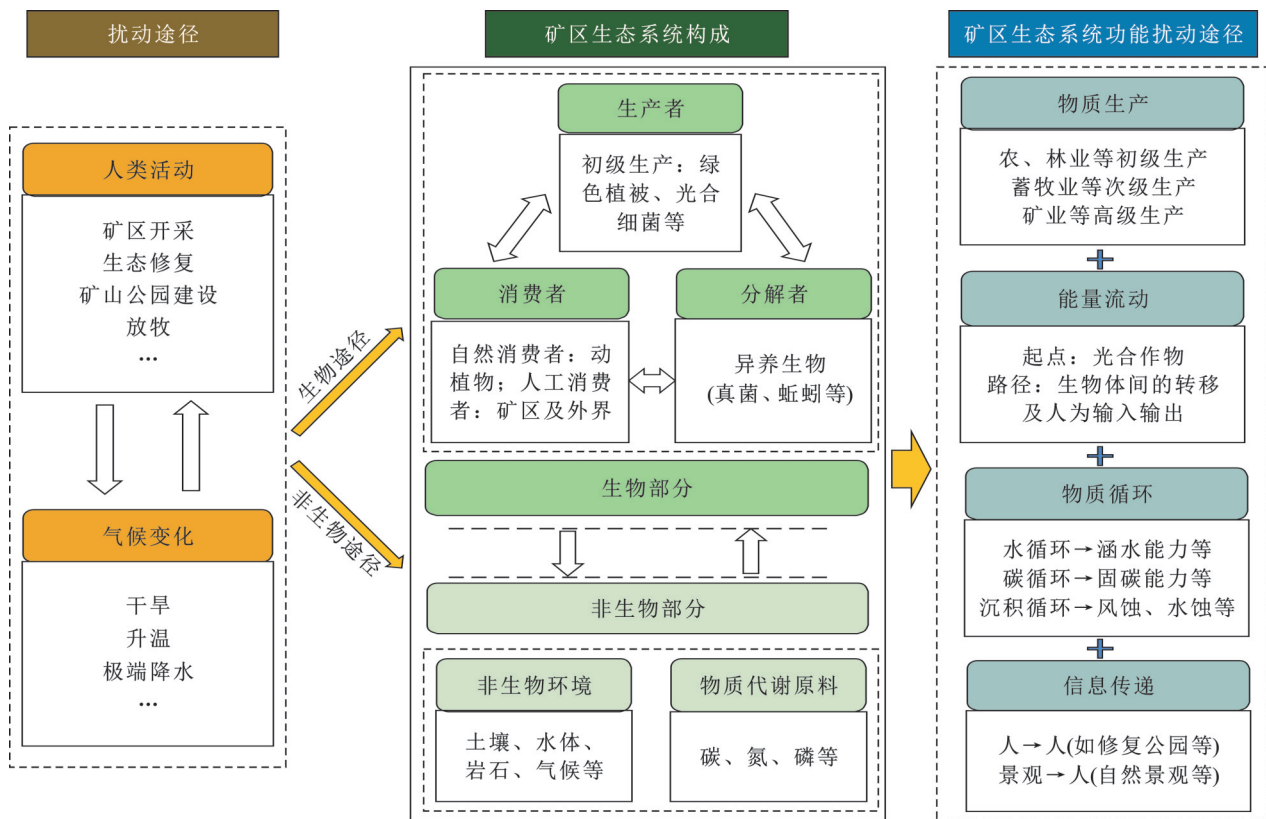 扰动途径
人类活动
矿区开采
生态修复
矿山公园建设
放牧
...
气候变化
干旱
升温
极端降水
...
生物途径
非生物途径
矿区生态系统构成
生产者
初级生产：绿
色植被、光合
细菌等
消费者
自然消费者：动
植物；人工消费
者：矿区及外界
分解者
异养生物
(真菌、蚯蚓等)
生物部分
非生物部分
非生物环境
土壤、水体、
岩石、气候等
物质代谢原料
碳、氮、磷等
矿区生态系统功能扰动途径
物质生产
农、林业等初级生产
蓄牧业等次级生产
矿业等高级生产
+
能量流动
起点：光合作物
路径：生物体间的转移
及人为输入输出
+
物质循环
水循环→涵水能力等
碳循环→固碳能力等
沉积循环→风蚀、水蚀等
+
信息传递
人→人(如修复公园等)
景观→人(自然景观等)